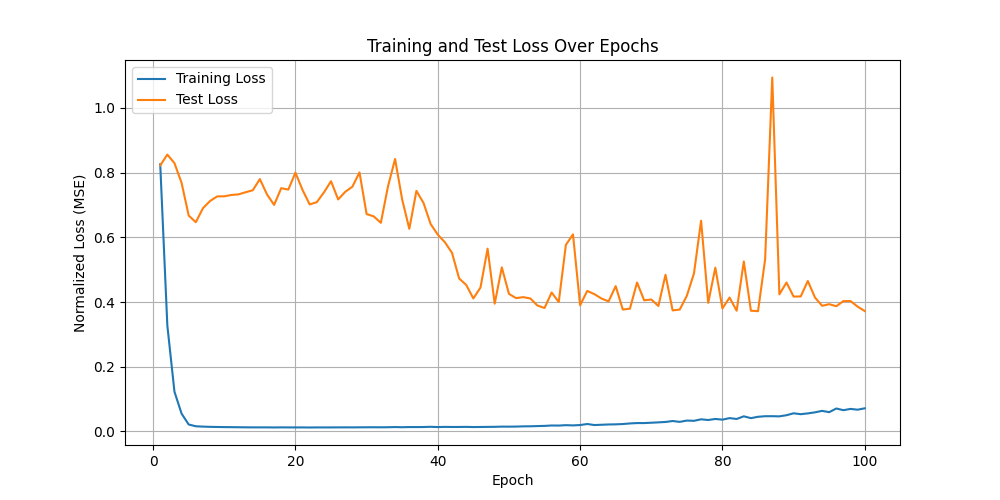 Training and Test Loss Over Epochs
Training Loss
Test Loss
Normalized Loss (MSE)
1.0
0.8
0.6
0.4
0.2
0.0
0 20 40 60 80 100
Epoch